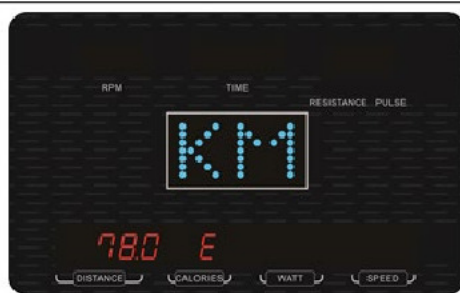 RPM TIME
RESISTANCE PULSE
KM
78.0 E
DISTANCE CALORIES WATT SPEED